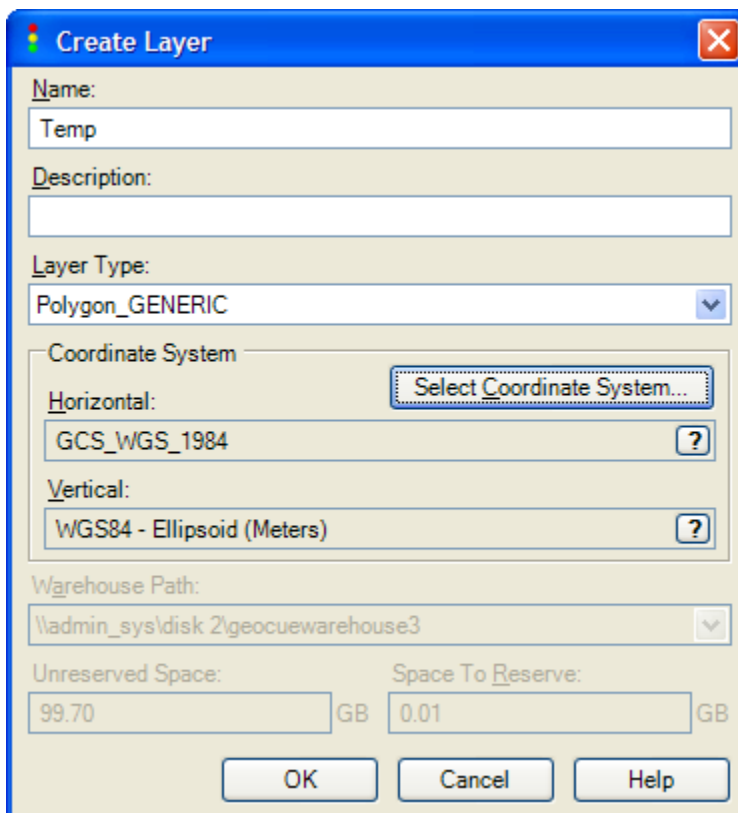 Create Layer
Name:
Temp
Description:
Layer Type:
Polygon_GENERIC
Coordinate System
Select Coordinate System...
Horizontal:
GCS_WGS_1984
?
Vertical:
WGS84 - Ellipsoid (Meters)
?
Warehouse Path:
\\admin_sys\disk 2\geocuewarehouse3
Unreserved Space: Space To Reserve:
99.70 GB 0.01 GB
OK Cancel Help